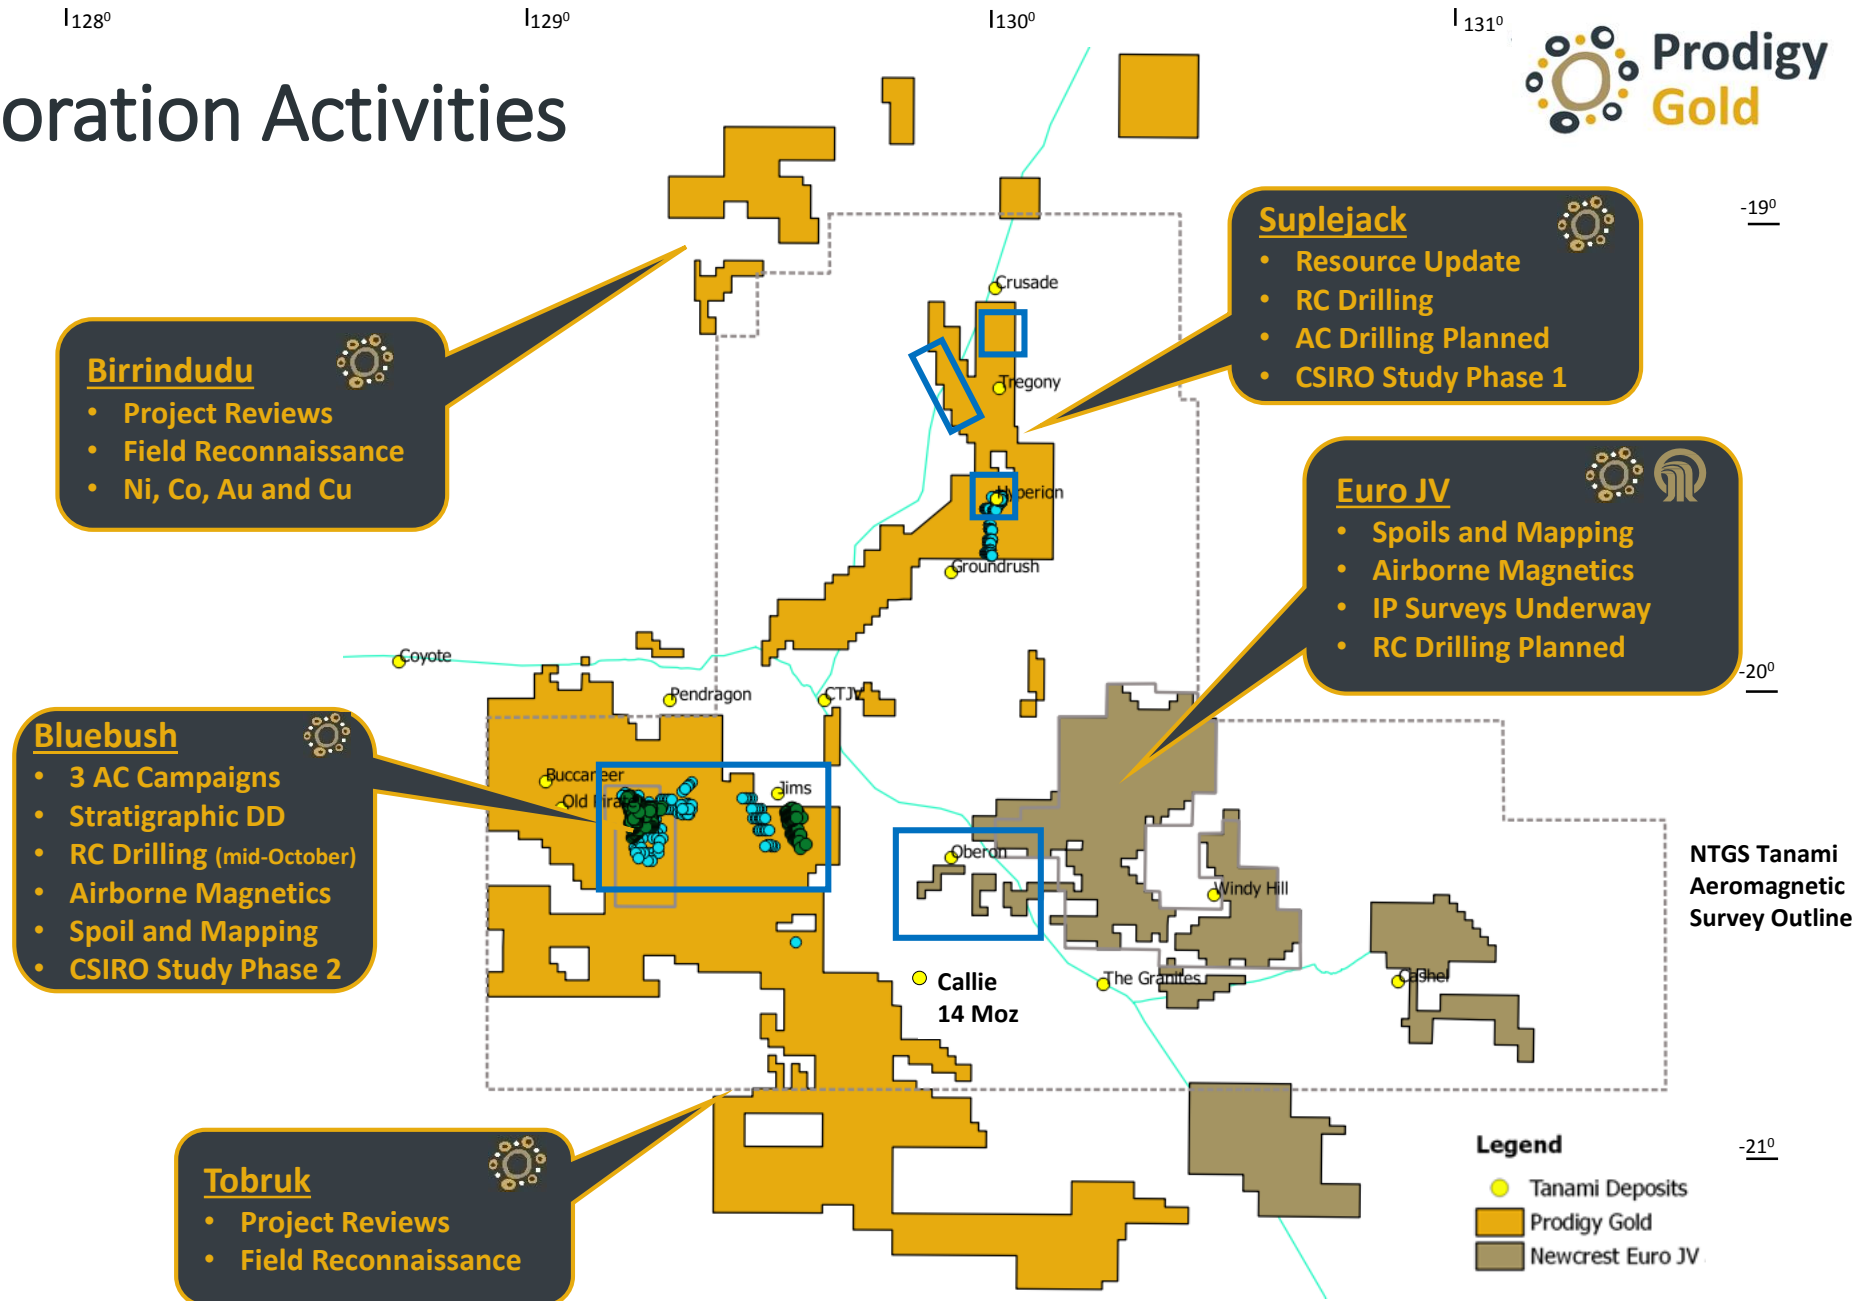 128⁰
129⁰
130⁰
131⁰
oration Activities
Prodigy
Gold
-19⁰
Suplejack
• Resource Update
• RC Drilling
• AC Drilling Planned
• CSIRO Study Phase 1
Crusade
Birrindudu
• Project Reviews
• Field Reconnaissance
• Ni, Co, Au and Cu
Tregony
Euro JV
• Spoils and Mapping
• Airborne Magnetics
• IP Surveys Underway
• RC Drilling Planned
Hyperion
Groundrush
Coyote
-20⁰
Pendragon
CTJV
Bluebush
• 3 AC Campaigns
• Stratigraphic DD
• RC Drilling (mid-October)
• Airborne Magnetics
• Spoil and Mapping
• CSIRO Study Phase 2
Buccaneer
Old Pirate
Jims
Oberon
Windy Hill
NTGS Tanami
Aeromagnetic
Survey Outline
Callie
14 Moz
The Granites
Cashel
-21⁰
Tobruk
• Project Reviews
• Field Reconnaissance
Legend
Tanami Deposits
Prodigy Gold
Newcrest Euro JV